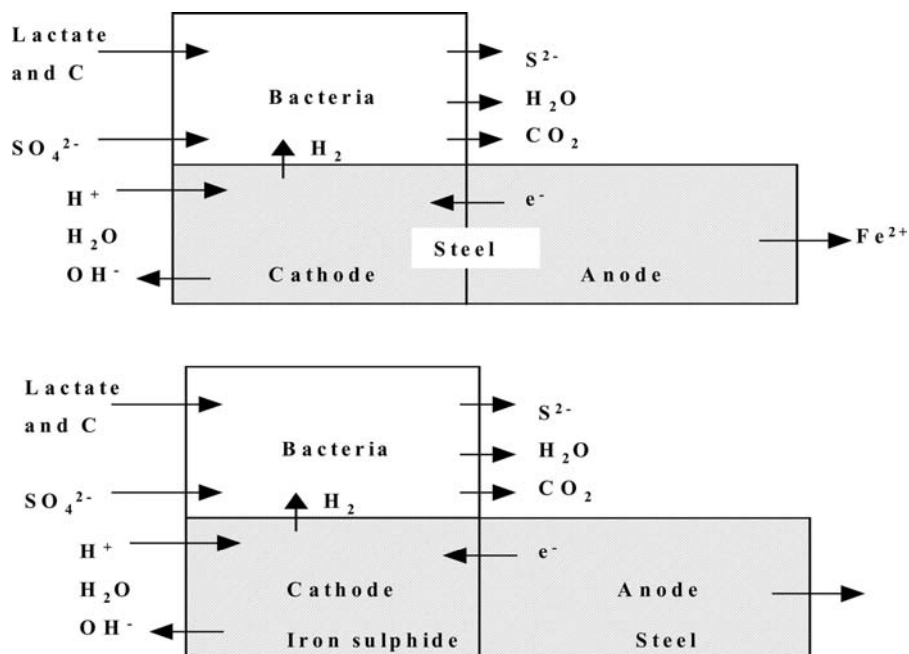 Lactate
and C
S²⁻
Bacteria
H₂O
SO₄²⁻
H₂
CO₂
H⁺
e⁻
H₂O
Steel
Fe²⁺
OH⁻
Cathode
Anode
Lactate
and C
S²⁻
Bacteria
H₂O
SO₄²⁻
H₂
CO₂
H⁺
e⁻
H₂O
Cathode
Anode
OH⁻
Iron sulphide
Steel